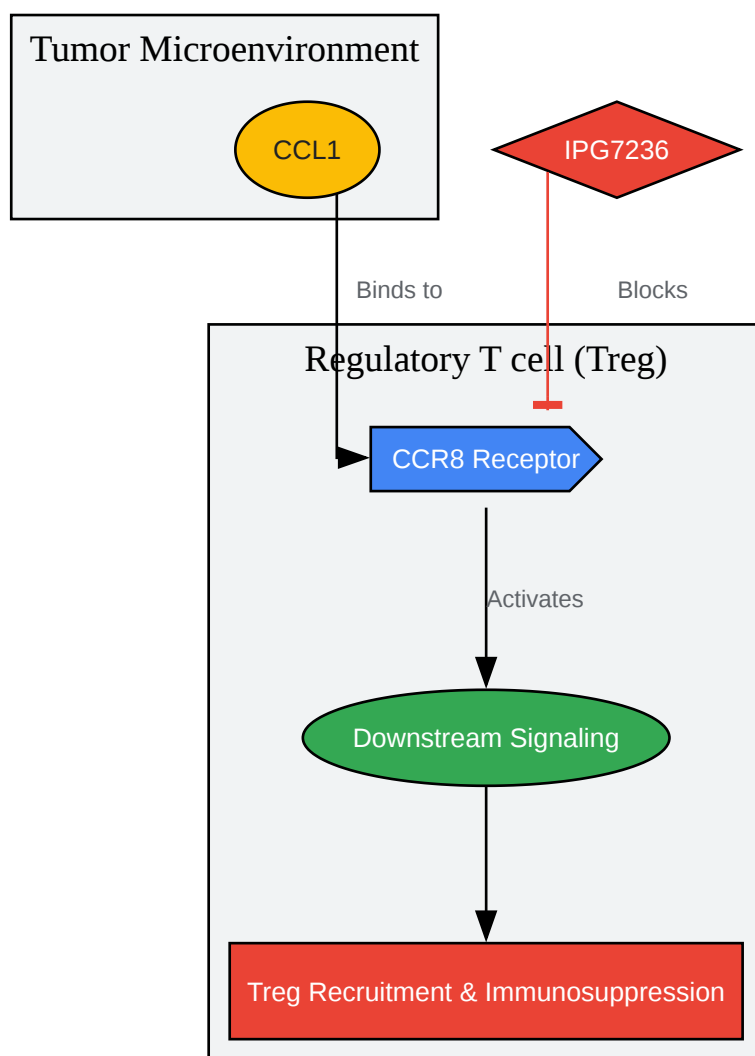 Tumor Microenvironment
CCL1
IPG7236
Binds to
Blocks
Regulatory T cell (Treg)
CCR8 Receptor
Activates
Downstream Signaling
Treg Recruitment & Immunosuppression